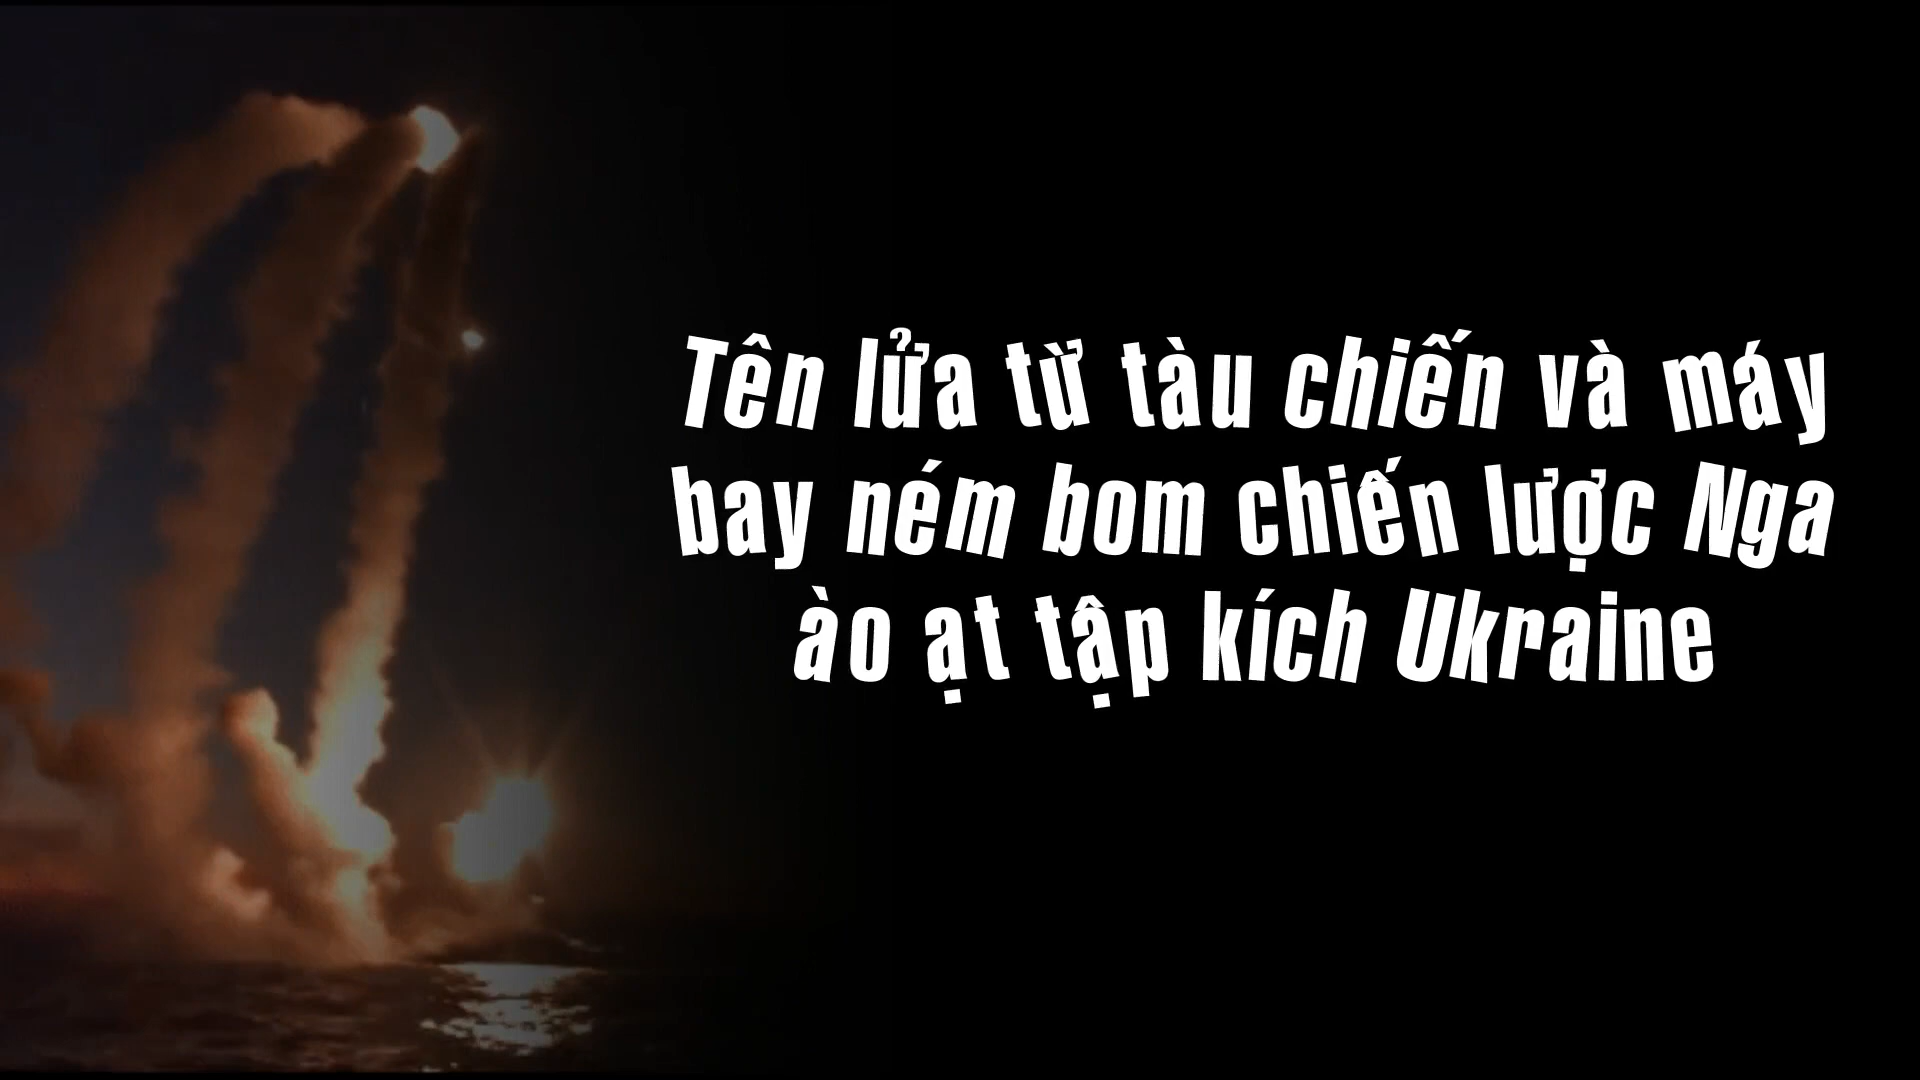 Tên lửa từ tàu chiến và máy
bay ném bom chiến lược Nga
ào ạt tập kích Ukraine